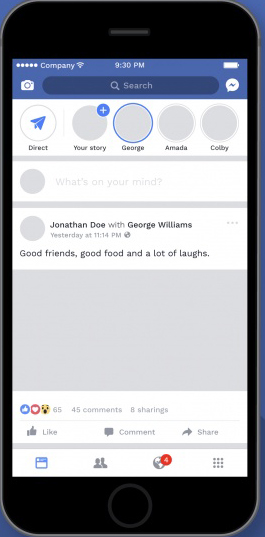 Company 9:30 PM
Search
Direct Your story George Amada Colby
What's on your mind?
Jonathan Doe with George Williams
Yesterday at 11:14 PM
Good friends, good food and a lot of laughs.
65 45 comments 8 sharings
Like Comment Share
4